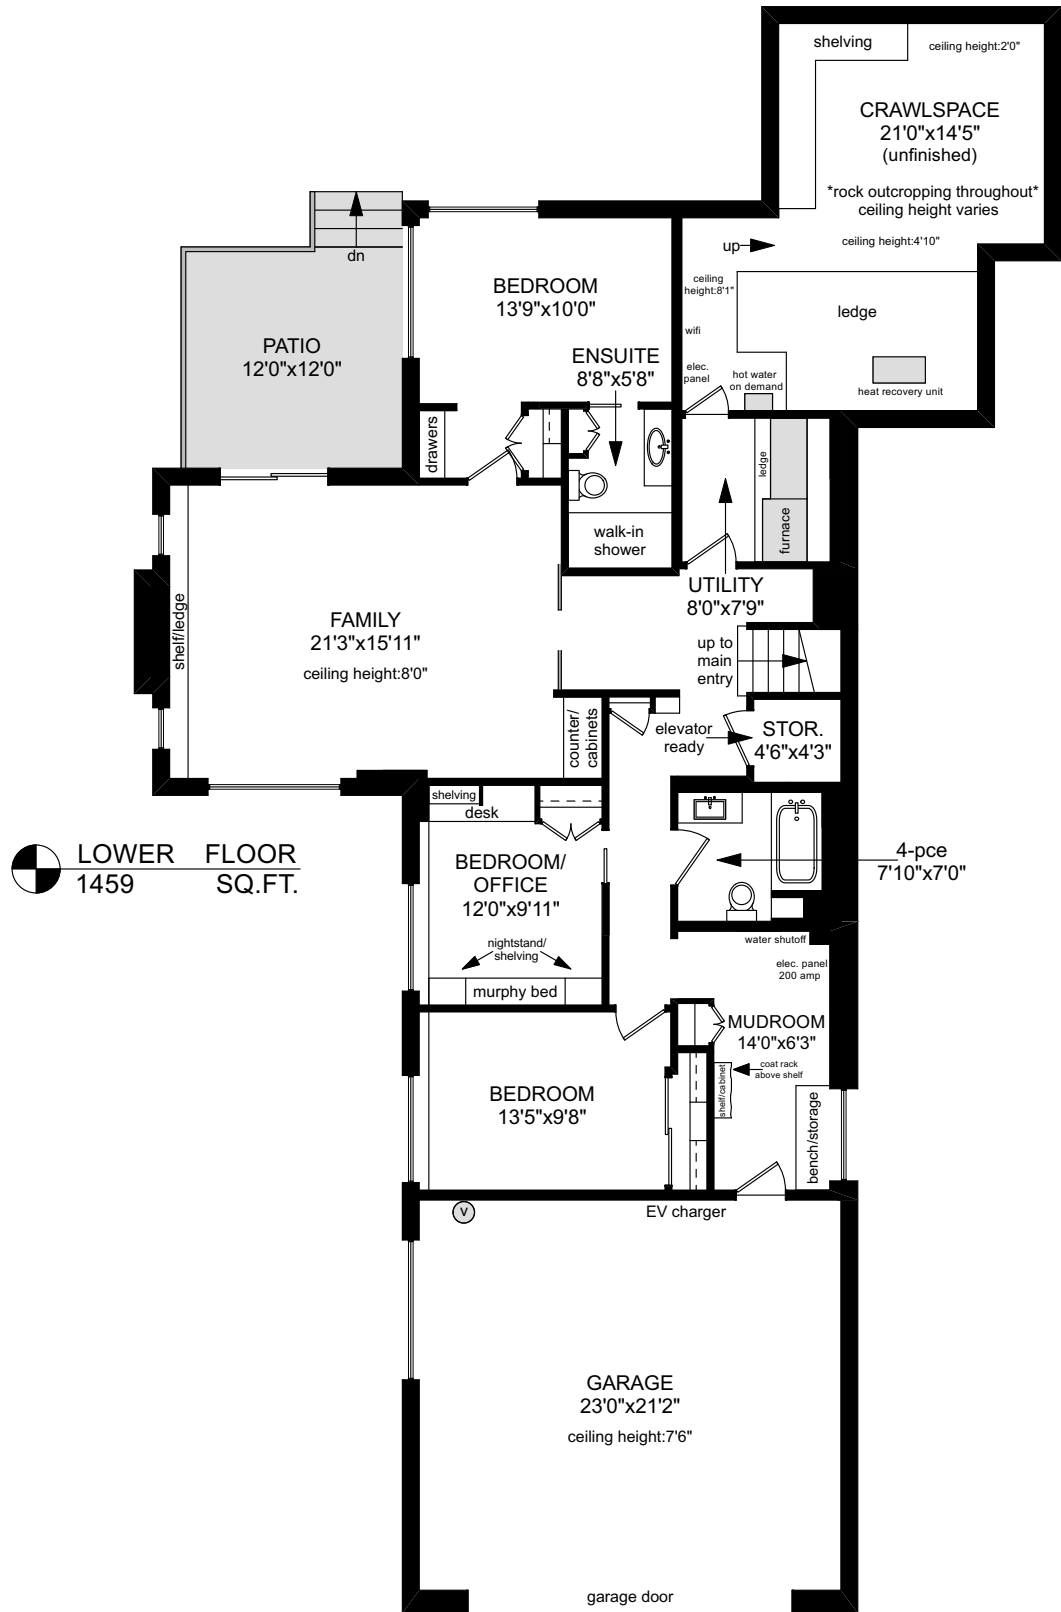 shelving
ceiling height:2'0"
CRAWLSPACE
21'0"x14'5"
(unfinished)
*rock outcropping throughout*
ceiling height varies
ceiling height:4'10"
up
dn
BEDROOM
13'9"x10'0"
ceiling
height:8'1"
ledge
wifi
PATIO
12'0"x12'0"
ENSUITE
8'8"x5'8"
elec.
panel
hot water
on demand
heat recovery unit
drawers
ledge
furnace
walk-in
shower
UTILITY
8'0"x7'9"
shelf/ledge
FAMILY
21'3"x15'11"
ceiling height:8'0"
up to
main
entry
counter/
cabinets
elevator
ready
STOR.
4'6"x4'3"
shelving
desk
LOWER FLOOR
1459 SQ.FT.
BEDROOM/
OFFICE
12'0"x9'11"
4-pce
7'10"x7'0"
nightstand/
shelving
murphy bed
water shutoff
elec. panel
200 amp
MUDROOM
14'0"x6'3"
coat rack
above shelf
shelf/cabinet
BEDROOM
13'5"x9'8"
bench/storage
V
EV charger
GARAGE
23'0"x21'2"
ceiling height:7'6"
garage door